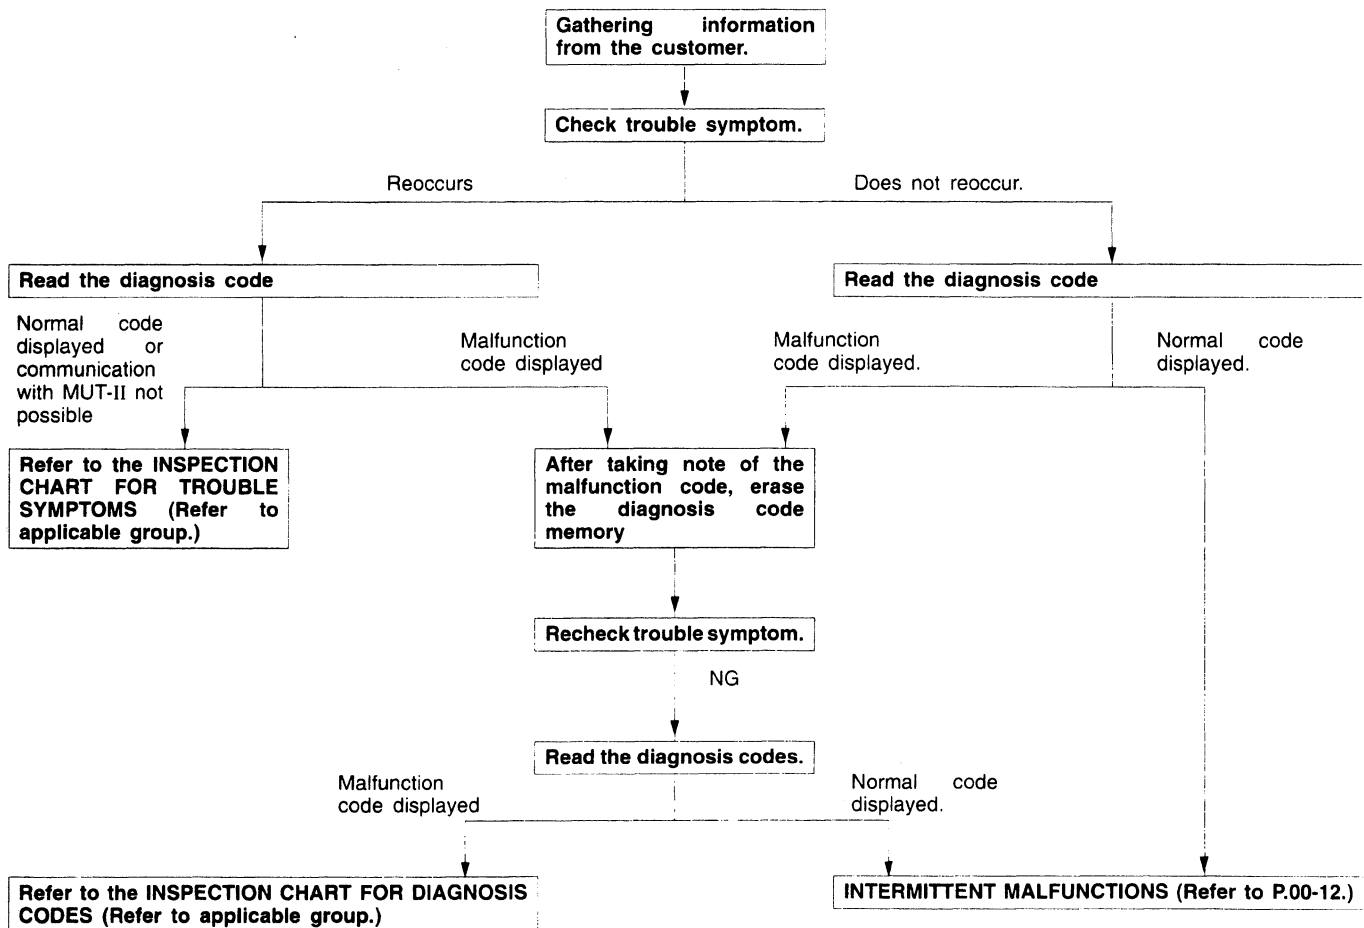 Gathering information
from the customer.
Check trouble symptom.
Reoccurs
Does not reoccur.
Read the diagnosis code
Read the diagnosis code
Normal code
displayed or
communication
with MUT-II not
possible
Malfunction
code displayed
Malfunction
code displayed.
Normal code
displayed.
Refer to the INSPECTION
CHART FOR TROUBLE
SYMPTOMS (Refer to
applicable group.)
After taking note of the
malfunction code, erase
the diagnosis code
memory
Recheck trouble symptom.
NG
Read the diagnosis codes.
Malfunction
code displayed
Normal code
displayed.
Refer to the INSPECTION CHART FOR DIAGNOSIS
CODES (Refer to applicable group.)
INTERMITTENT MALFUNCTIONS (Refer to P.00-12.)